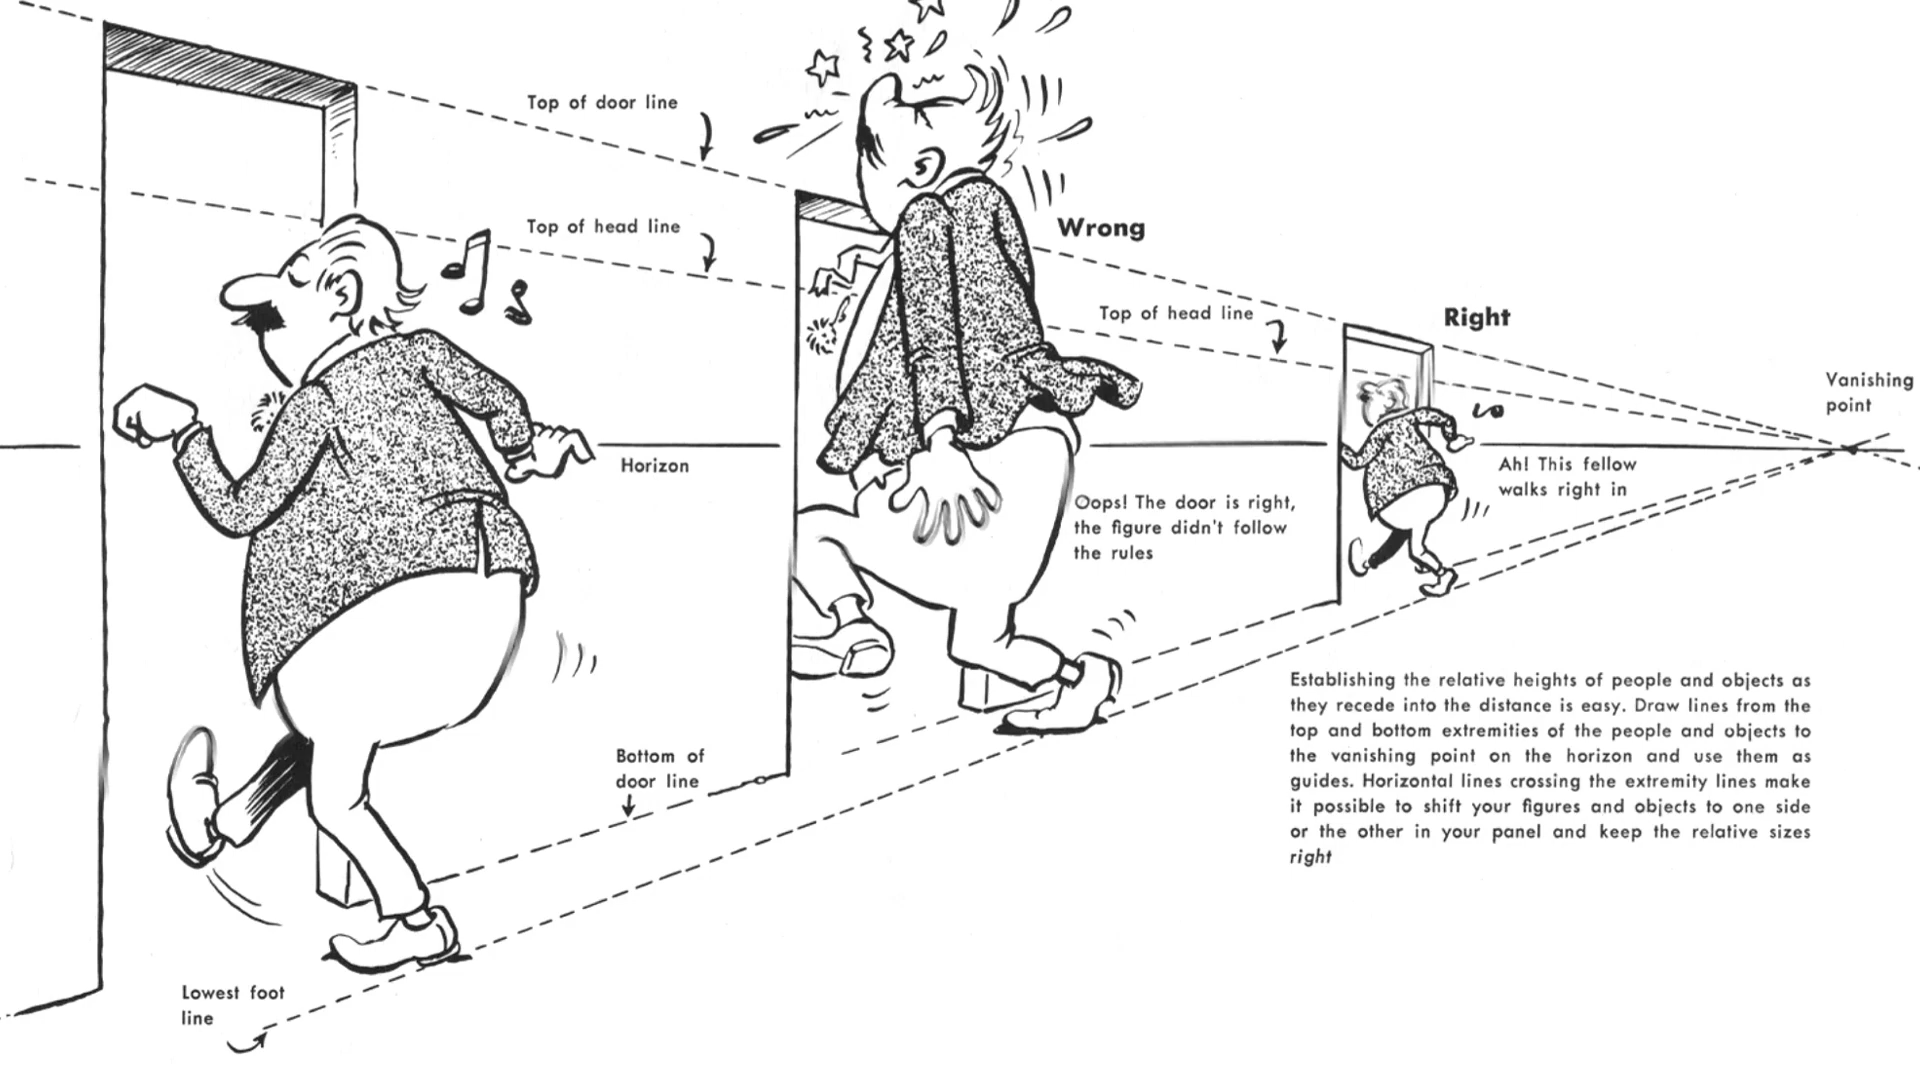 Top of door line
Top of head line
Wrong
Top of head line
Right
Vanishing
point
Horizon
Ah! This fellow
walks right in
Oops! The door is right,
the figure didn't follow
the rules
Bottom of
door line
Lowest foot
line
Establishing the relative heights of people and objects as
they recede into the distance is easy. Draw lines from the
top and bottom extremities of the people and objects to
the vanishing point on the horizon and use them as
guides. Horizontal lines crossing the extremity lines make
it possible to shift your figures and objects to one side
or the other in your panel and keep the relative sizes
right